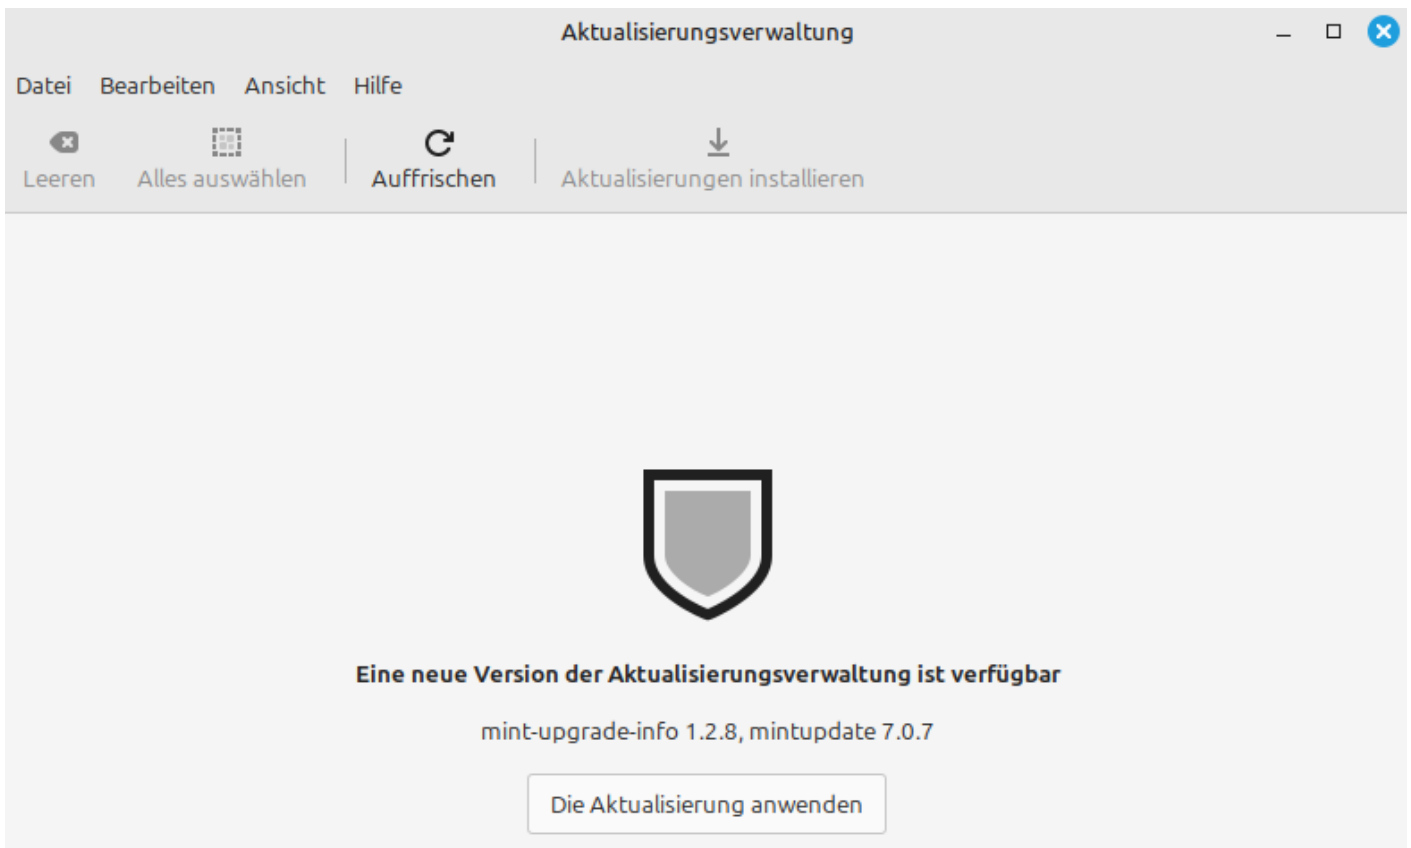 Aktualisierungsverwaltung
Datei Bearbeiten Ansicht Hilfe
Leeren Alles auswählen Auffrischen Aktualisierungen installieren
Eine neue Version der Aktualisierungsverwaltung ist verfügbar
mint-upgrade-info 1.2.8, mintupdate 7.0.7
Die Aktualisierung anwenden